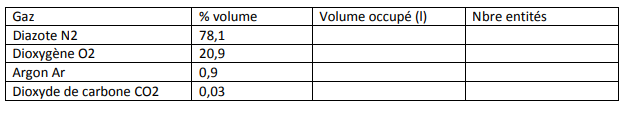 Gaz % volume Volume occupé (l) Nbre entités
Diazote N2 78,1
Dioxygène O2 20,9
Argon Ar 0,9
Dioxyde de carbone CO2 0,03